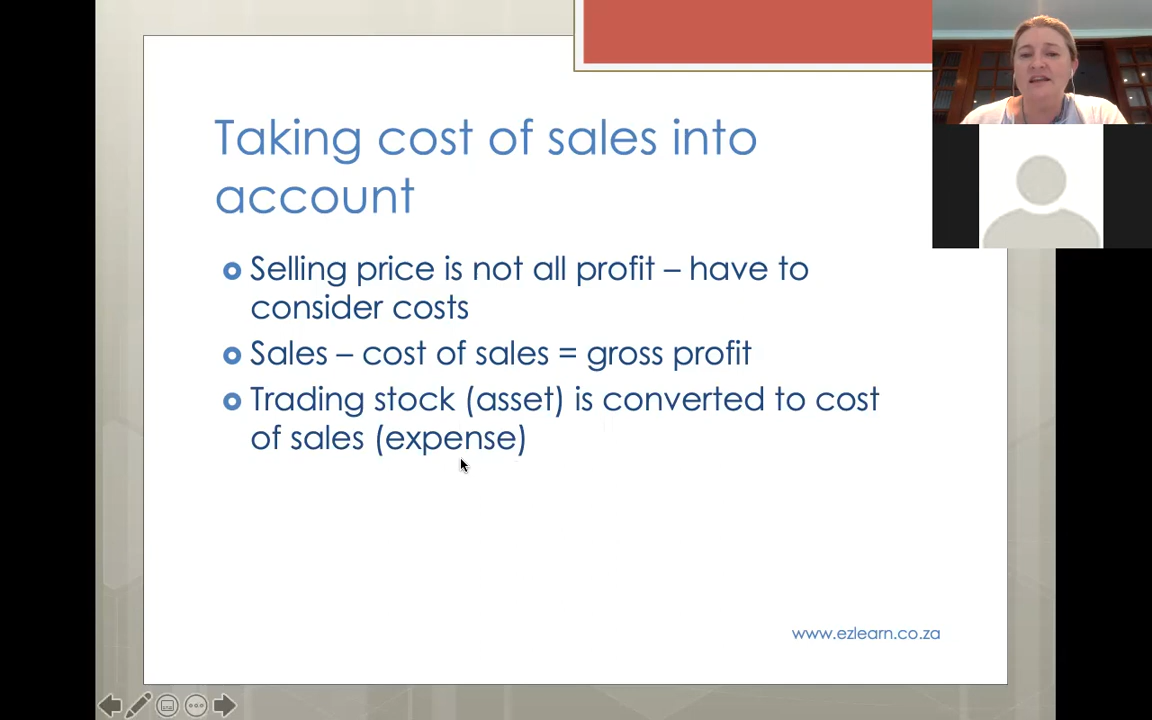 Taking cost of sales into
account
Selling price is not all profit – have to
consider costs
Sales – cost of sales = gross profit
Trading stock (asset) is converted to cost
of sales (expense)
www.ezlearn.co.za